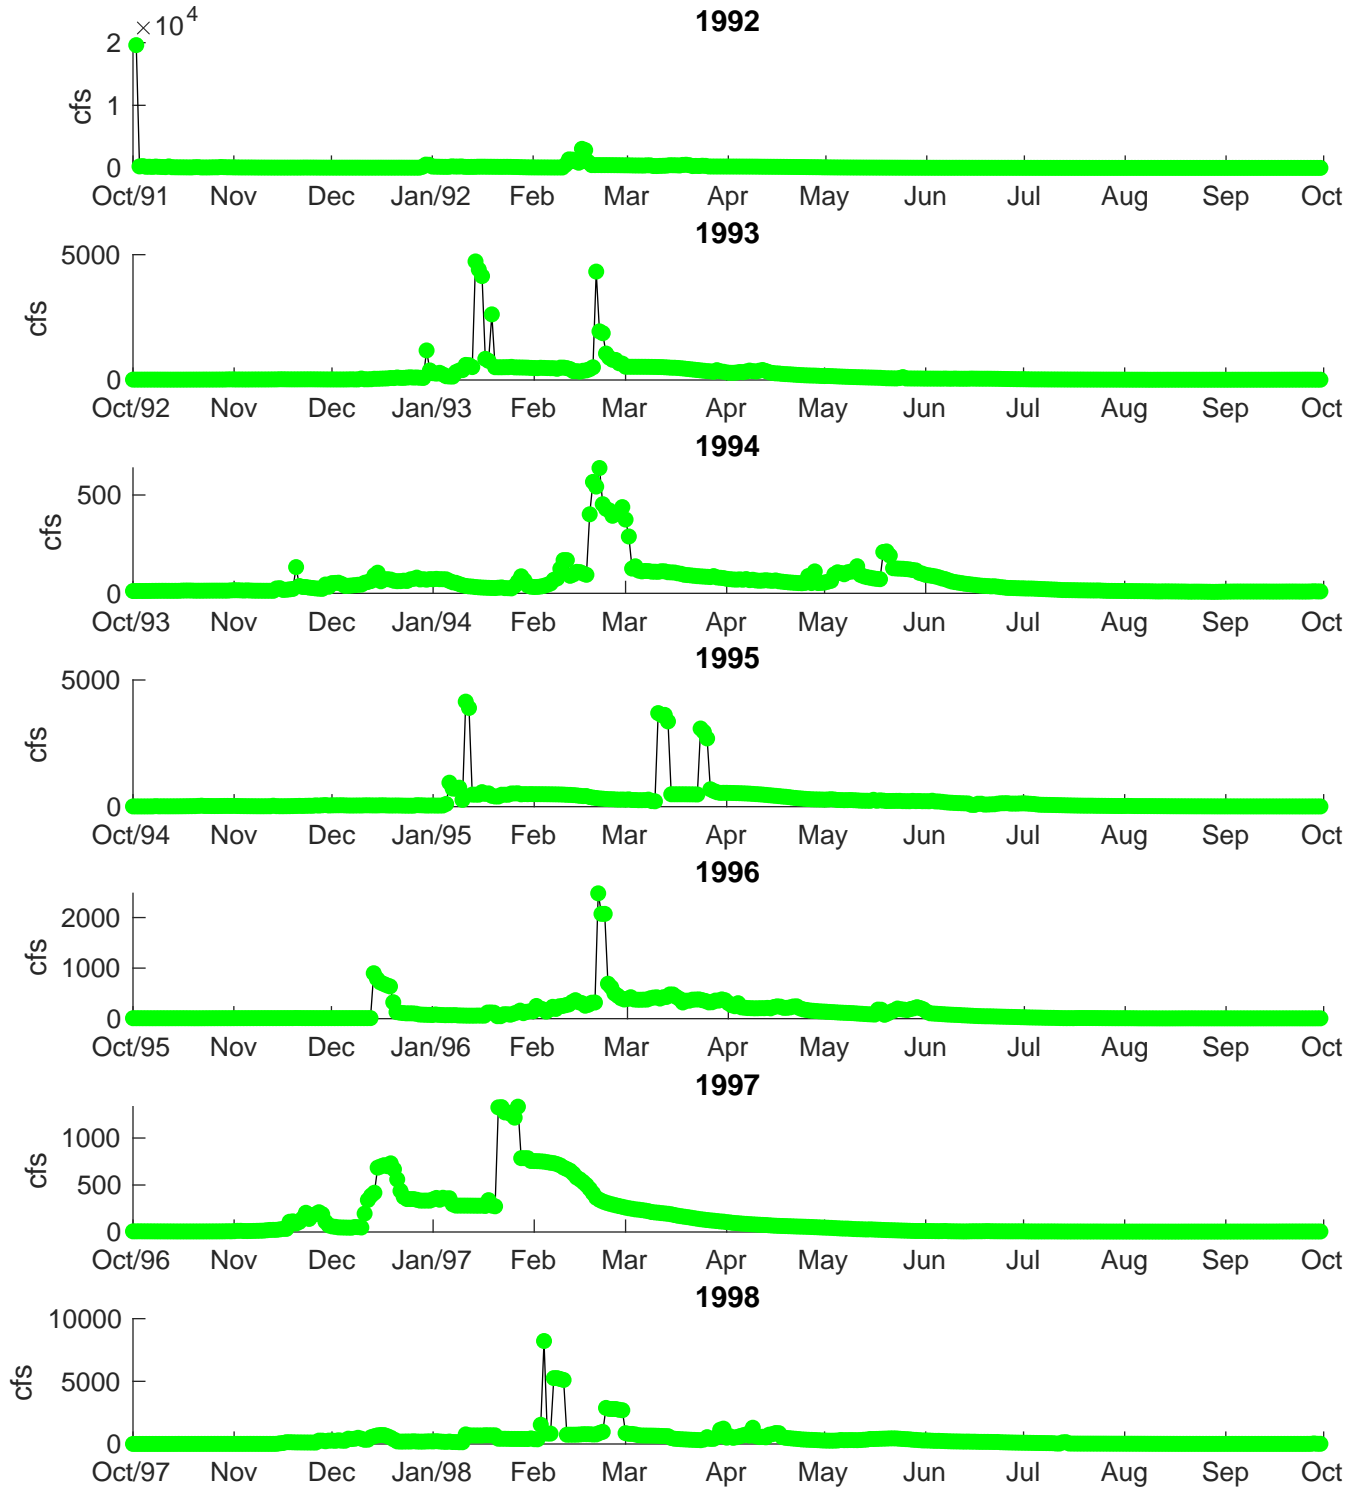 1992
×10^4
2
1
0
cfs
Oct/91 Nov Dec Jan/92 Feb Mar Apr May Jun Jul Aug Sep Oct
1993
5000
0
cfs
Oct/92 Nov Dec Jan/93 Feb Mar Apr May Jun Jul Aug Sep Oct
1994
500
0
cfs
Oct/93 Nov Dec Jan/94 Feb Mar Apr May Jun Jul Aug Sep Oct
1995
5000
0
cfs
Oct/94 Nov Dec Jan/95 Feb Mar Apr May Jun Jul Aug Sep Oct
1996
2000
1000
0
cfs
Oct/95 Nov Dec Jan/96 Feb Mar Apr May Jun Jul Aug Sep Oct
1997
1000
500
0
cfs
Oct/96 Nov Dec Jan/97 Feb Mar Apr May Jun Jul Aug Sep Oct
1998
10000
5000
0
cfs
Oct/97 Nov Dec Jan/98 Feb Mar Apr May Jun Jul Aug Sep Oct